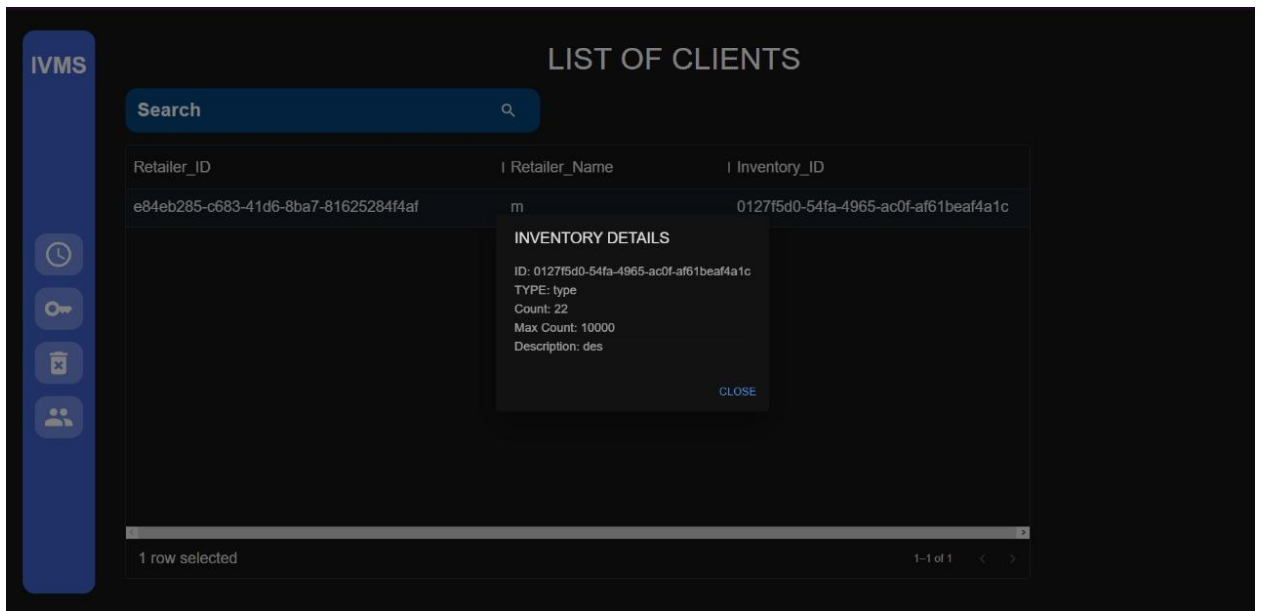 IVMS
LIST OF CLIENTS
Search
Retailer_ID
Retailer_Name
Inventory_ID
e84eb285-c683-41d6-8ba7-81625284f4af
m
0127f5d0-54fa-4965-ac0f-af61beaf4a1c
INVENTORY DETAILS
ID: 0127f5d0-54fa-4965-ac0f-af61beaf4a1c
TYPE: type
Count: 22
Max Count: 10000
Description: des
CLOSE
1 row selected
1–1 of 1